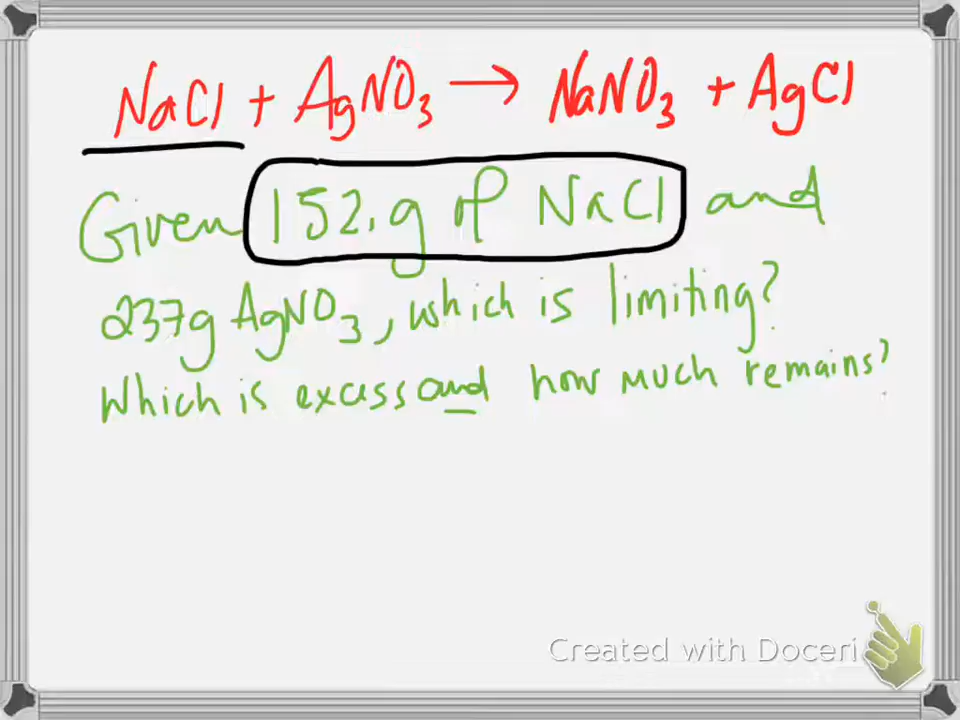 NaCl + AgNO₃ → NaNO₃ + AgCl
Given 152.g of NaCl and
237g AgNO₃, which is limiting?
Which is excess and how much remains?
Created with Doceri